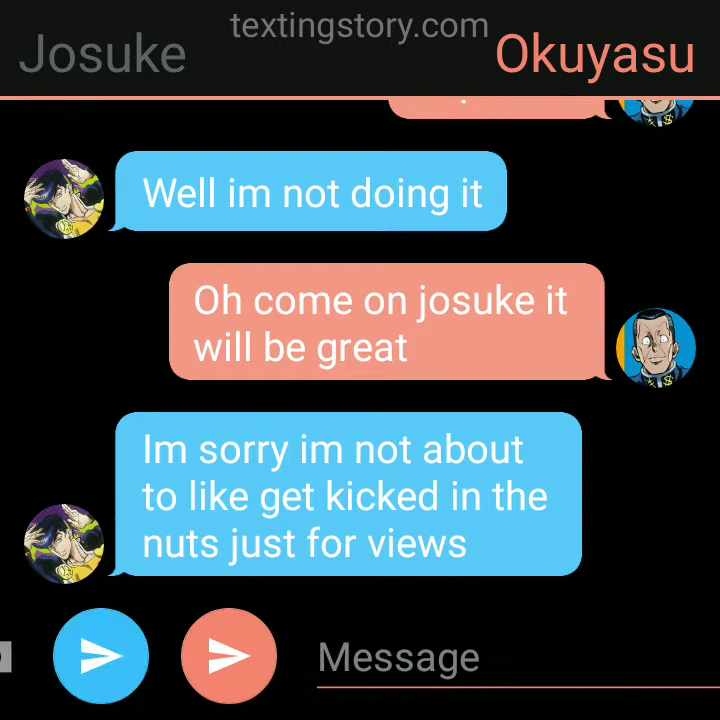 textingstory.com
Josuke
Okuyasu
Well im not doing it
Oh come on josuke it
will be great
Im sorry im not about
to like get kicked in the
nuts just for views
Message